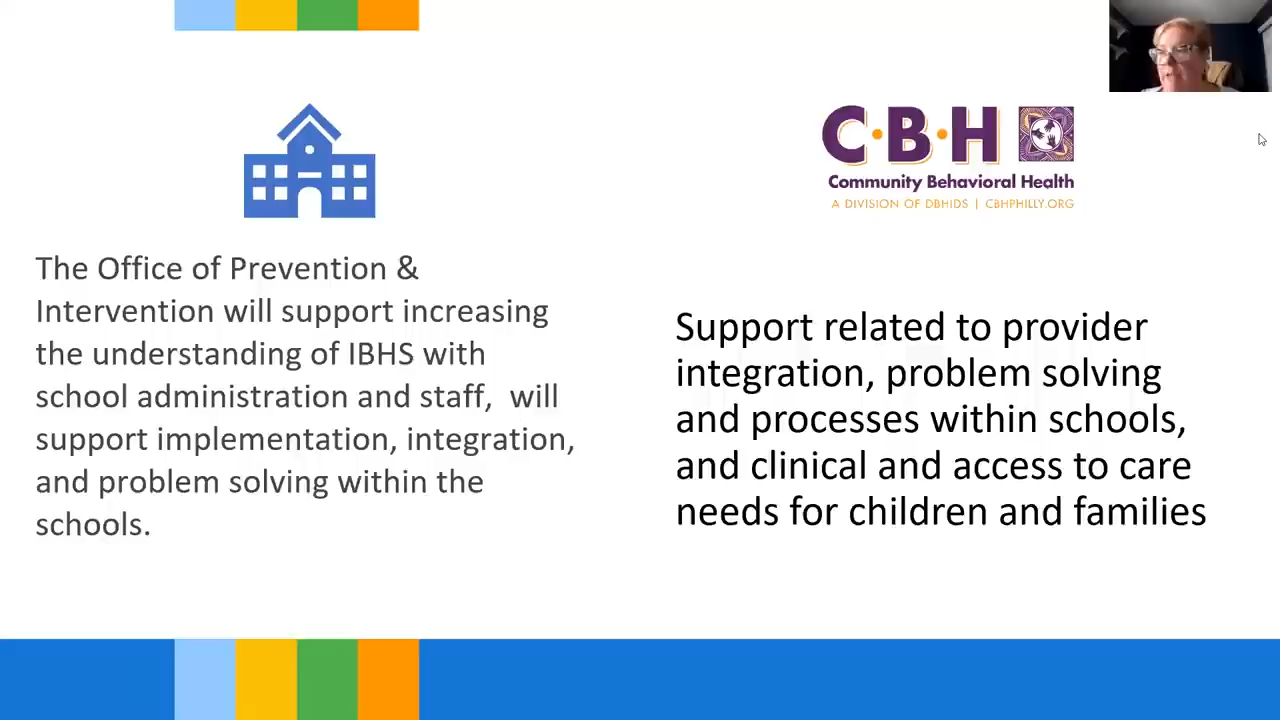 The Office of Prevention &
Intervention will support increasing
the understanding of IBHS with
school administration and staff,  will
support implementation, integration,
and problem solving within the
schools.
C·B·H
Community Behavioral Health
A DIVISION OF DBHIDS | CBHPHILLY.ORG
Support related to provider
integration, problem solving
and processes within schools,
and clinical and access to care
needs for children and families